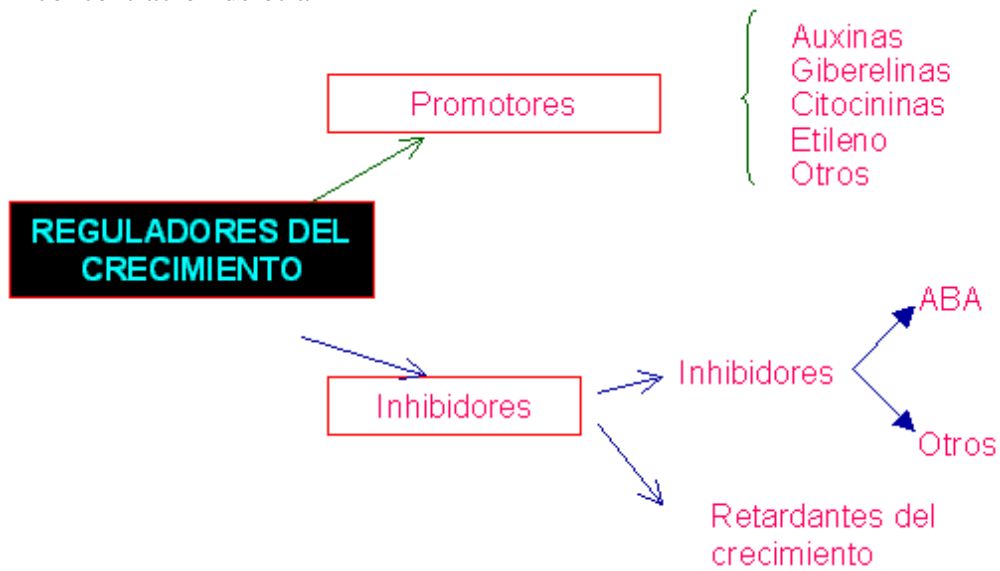 Promotores
Auxinas
Giberelinas
Citocininas
Etileno
Otros
REGULADORES DEL
CRECIMIENTO
Inhibidores
Inhibidores
ABA
Otros
Retardantes del
crecimiento